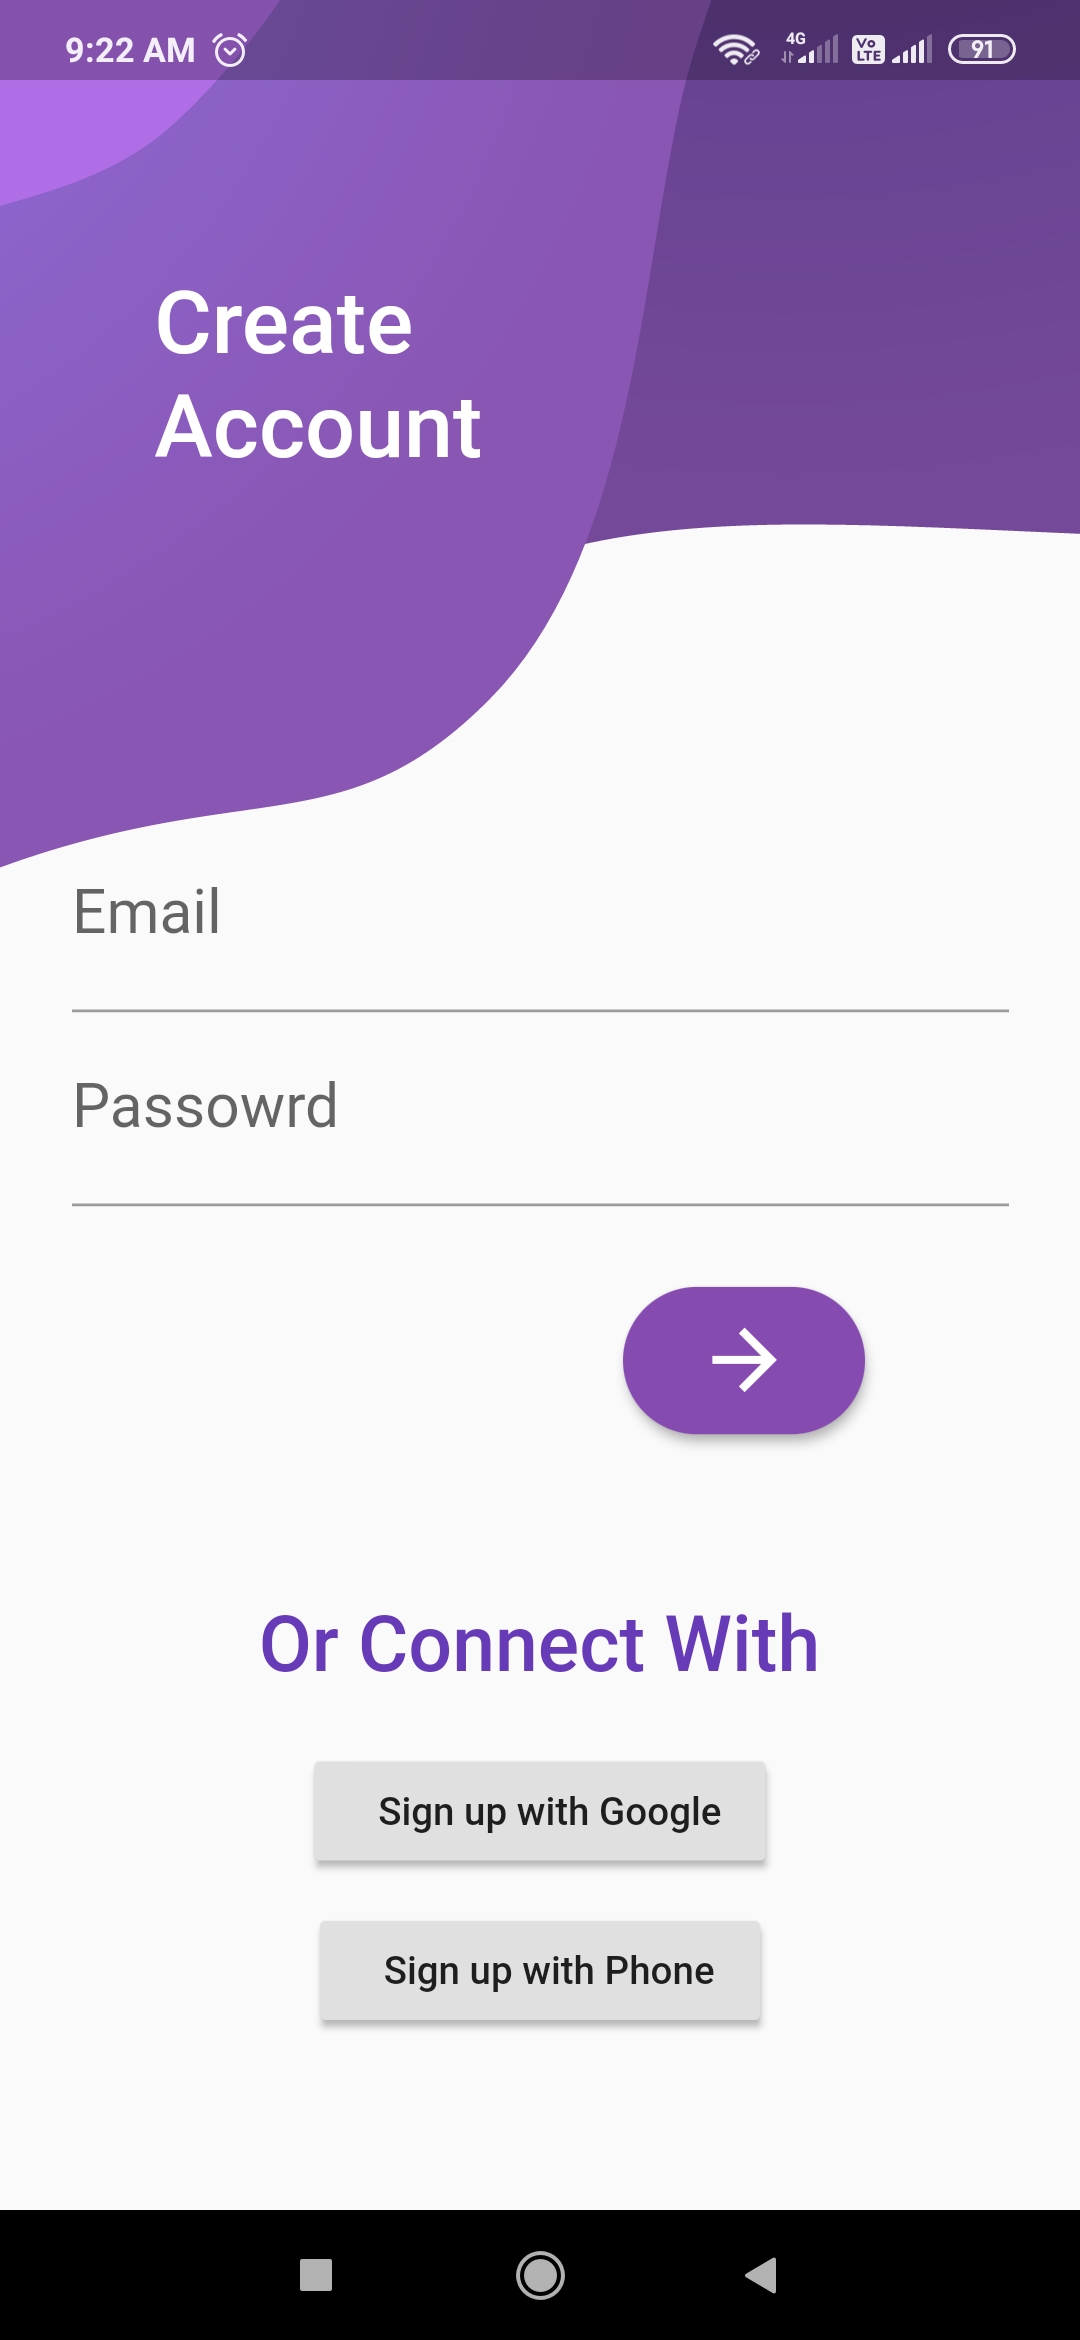 9:22 AM 4G Vo LTE 91
Create
Account
Email
Passowrd
Or Connect With
Sign up with Google
Sign up with Phone